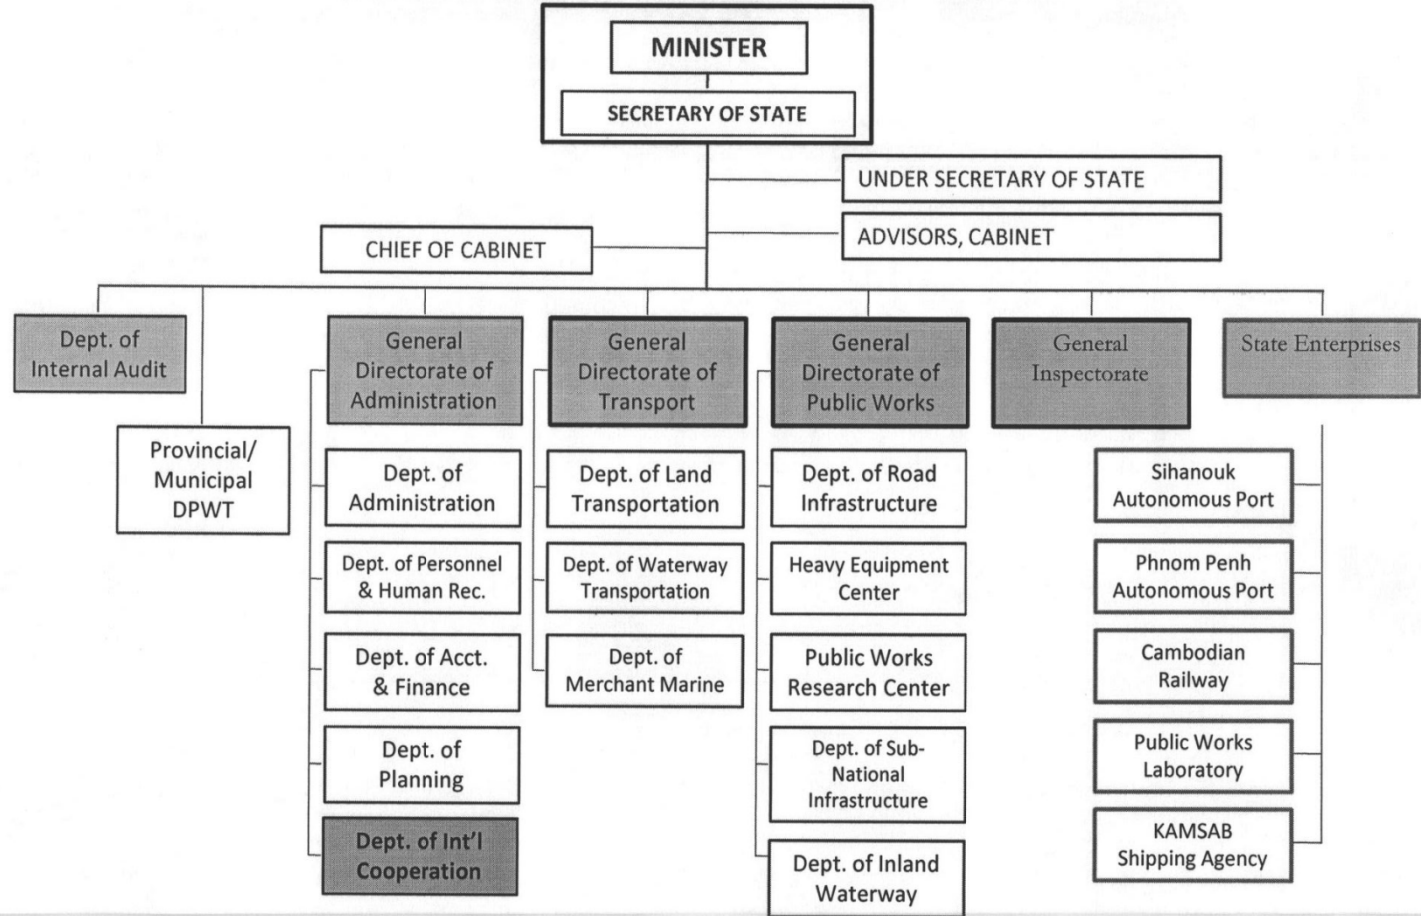 MINISTER
SECRETARY OF STATE
UNDER SECRETARY OF STATE
ADVISORS, CABINET
CHIEF OF CABINET
Dept. of
Internal Audit
Provincial/
Municipal
DPWT
General
Directorate of
Administration
Dept. of
Administration
Dept. of Personnel
& Human Rec.
Dept. of Acct.
& Finance
Dept. of
Planning
Dept. of Int'l
Cooperation
General
Directorate of
Transport
Dept. of Land
Transportation
Dept. of Waterway
Transportation
Dept. of
Merchant Marine
General
Directorate of
Public Works
Dept. of Road
Infrastructure
Heavy Equipment
Center
Public Works
Research Center
Dept. of Sub-
National
Infrastructure
Dept. of Inland
Waterway
General
Inspectorate
State Enterprises
Sihanouk
Autonomous Port
Phnom Penh
Autonomous Port
Cambodian
Railway
Public Works
Laboratory
KAMSAB
Shipping Agency